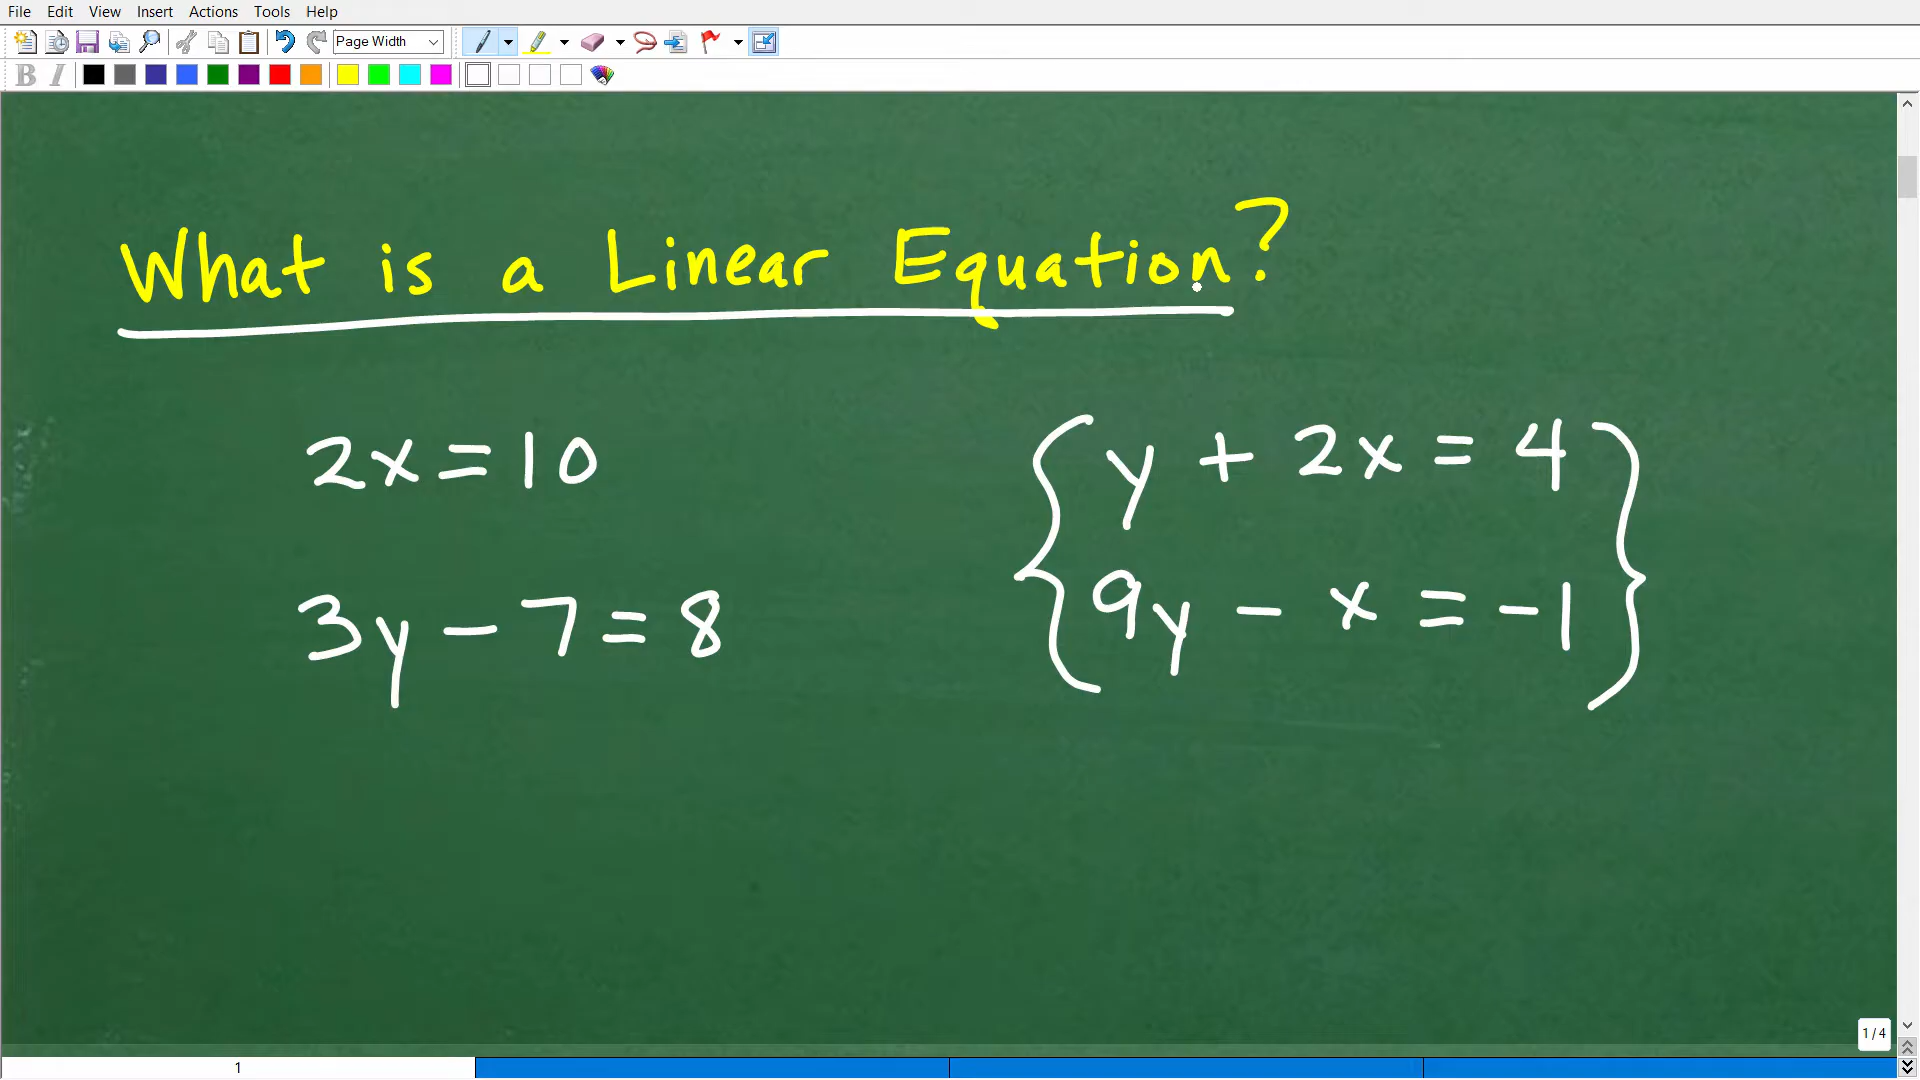 File Edit View Insert Actions Tools Help
Page Width
B I
What is a Linear Equation?
2x = 10
3y - 7 = 8
{ y + 2x = 4
9y - x = -1 }
1 / 4
1